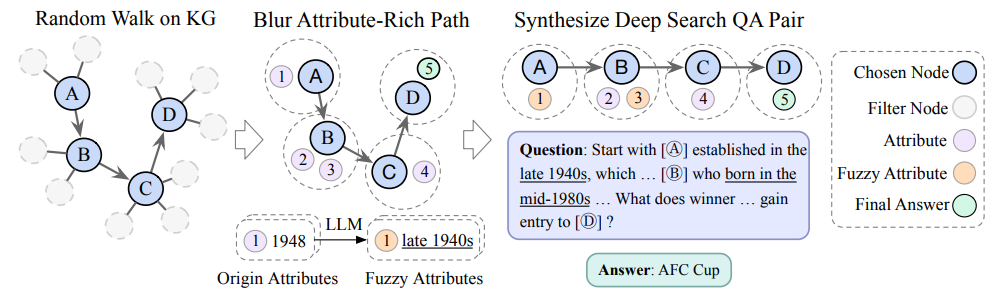 Random Walk on KG
A
B
C
D
Blur Attribute-Rich Path
1
A
5
D
B
2
3
C
4
1 1948
LLM
1 late 1940s
Origin Attributes
Fuzzy Attributes
Synthesize Deep Search QA Pair
A B C D
1 2 3 4 5
Question: Start with [Ⓐ] established in the
late 1940s, which … [Ⓑ] who born in the
mid-1980s … What does winner … gain
entry to [Ⓓ] ?
Answer: AFC Cup
Chosen Node
Filter Node
Attribute
Fuzzy Attribute
Final Answer